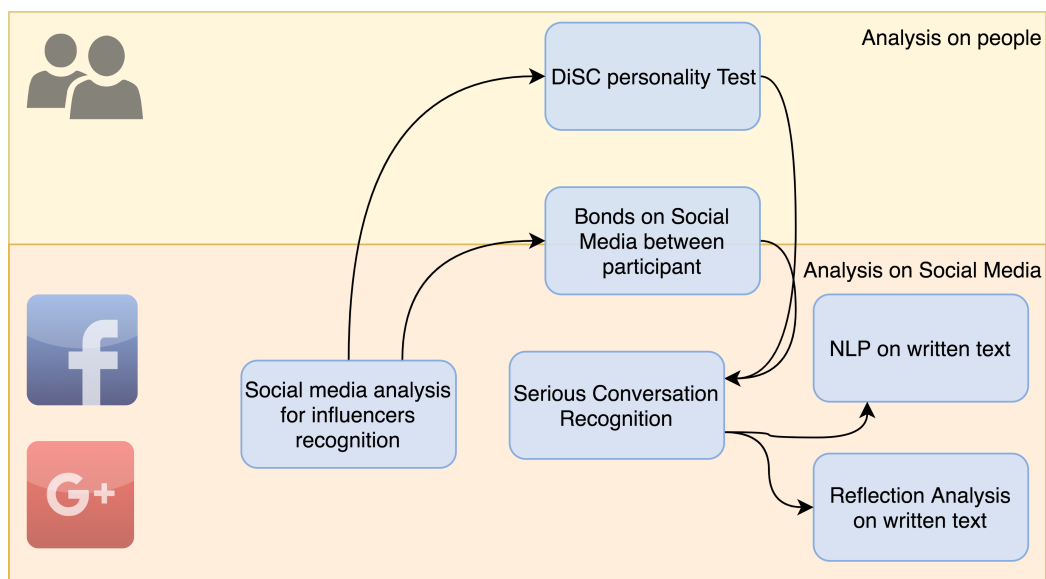 Analysis on people
DiSC personality Test
Bonds on Social
Media between
participant
Analysis on Social Media
f
G+
Social media analysis
for influencers
recognition
Serious Conversation
Recognition
NLP on written text
Reflection Analysis
on written text